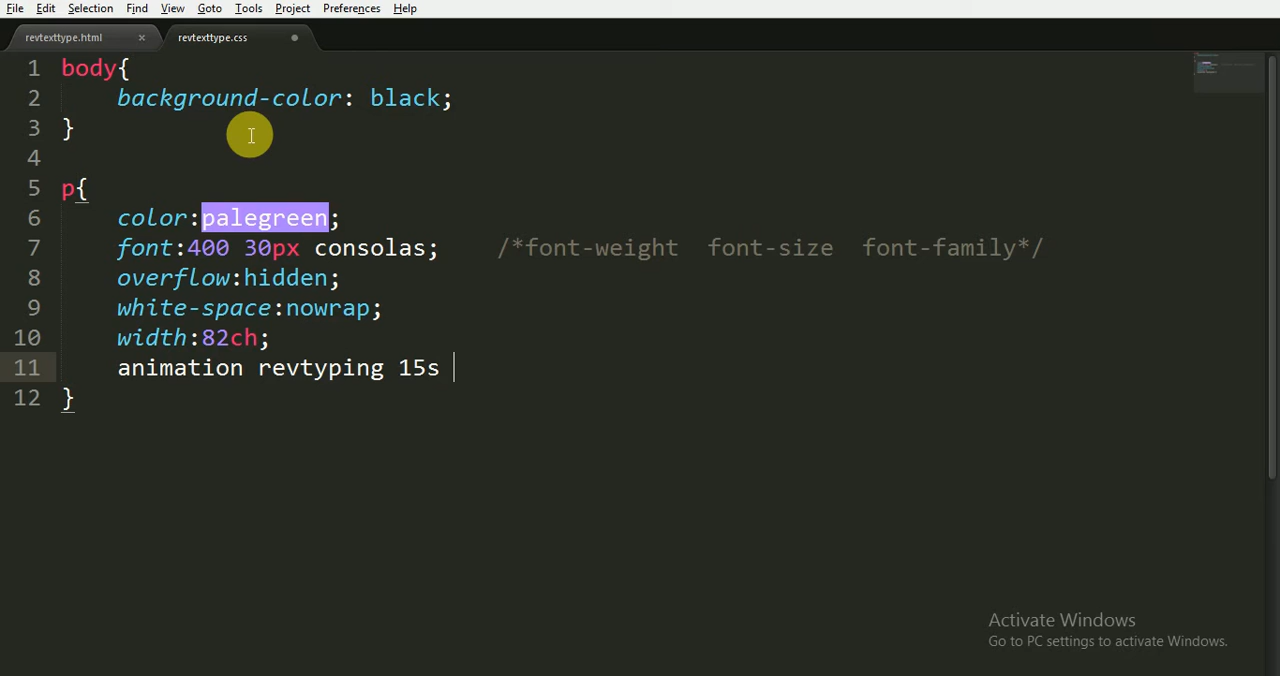 File Edit Selection Find View Goto Tools Project Preferences Help
revtexttype.html × revtexttype.css
1 body{
2 background-color: black;
3 }
4
5 p{
6 color:palegreen;
7 font:400 30px consolas; /*font-weight font-size font-family*/
8 overflow:hidden;
9 white-space:nowrap;
10 width:82ch;
11 animation revtyping 15s
12 }
Activate Windows
Go to PC settings to activate Windows.